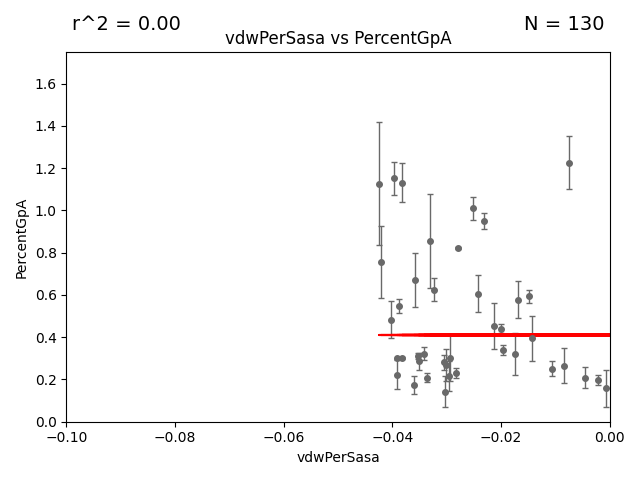 r^2 = 0.00
N = 130
vdwPerSasa vs PercentGpA
PercentGpA
1.6
1.4
1.2
1.0
0.8
0.6
0.4
0.2
0.0
−0.10 −0.08 −0.06 −0.04 −0.02 0.00
vdwPerSasa